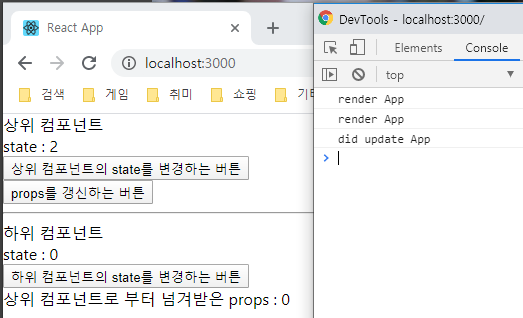 React App
DevTools - localhost:3000/
localhost:3000
Elements
Console
top
검색
게임
취미
쇼핑
상위 컴포넌트
state : 2
상위 컴포넌트의 state를 변경하는 버튼
props를 갱신하는 버튼
하위 컴포넌트
state : 0
하위 컴포넌트의 state를 변경하는 버튼
상위 컴포넌트로 부터 넘겨받은 props : 0
render App
render App
did update App